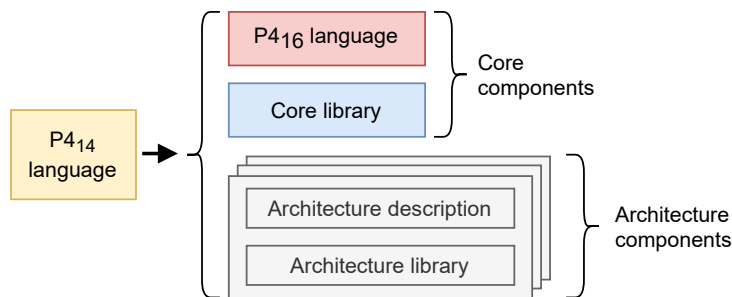 P4₁₄
language
P4₁₆ language
Core library
Core
components
Architecture description
Architecture library
Architecture
components